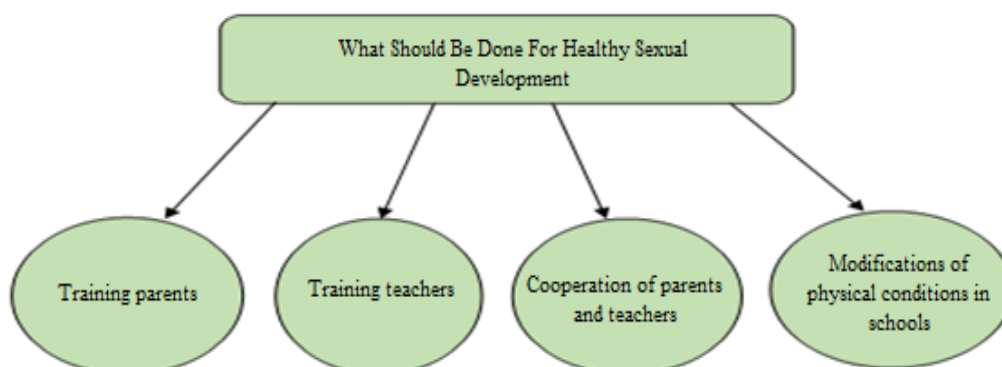 What Should Be Done For Healthy Sexual
Development
Training parents
Training teachers
Cooperation of parents
and teachers
Modifications of
physical conditions in
schools